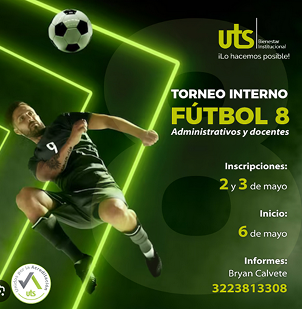 uts
Bienestar
Institucional
¡Lo hacemos posible!
TORNEO INTERNO
FÚTBOL 8
Administrativos y docentes
9
Inscripciones:
2 y 3 de mayo
Inicio:
6 de mayo
Informes:
Bryan Calvete
3223813308
uts